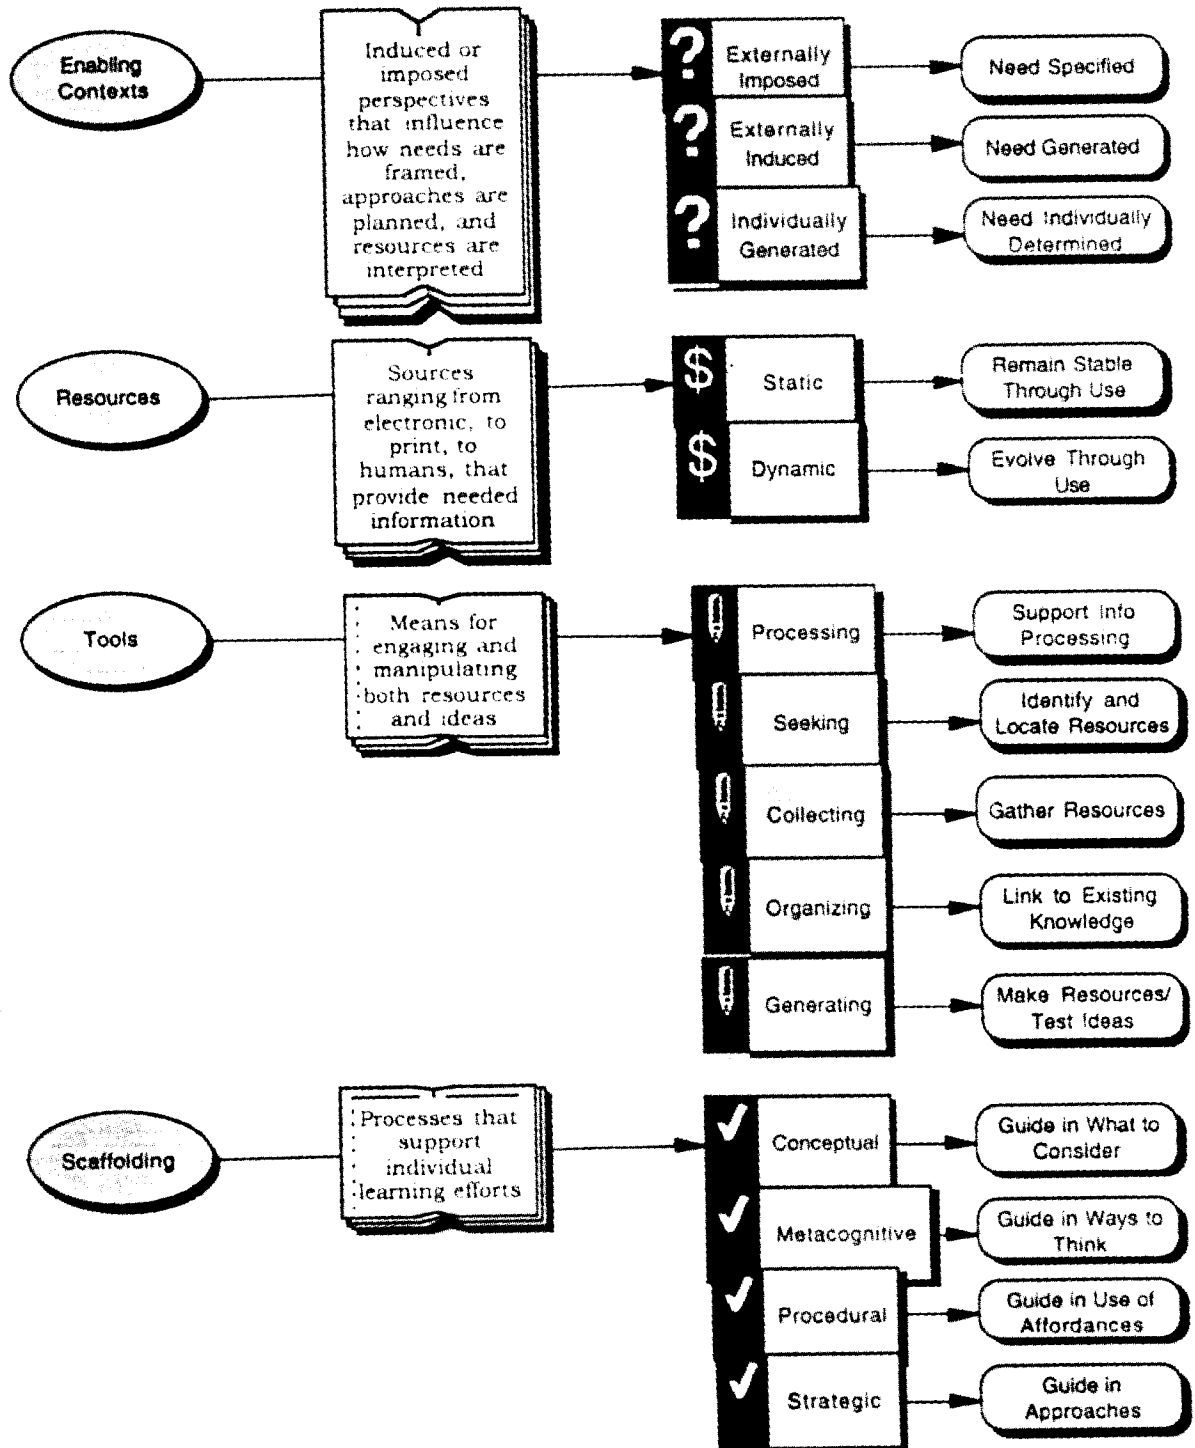 Enabling
Contexts
Induced or
imposed
perspectives
that influence
how needs are
framed,
approaches are
planned, and
resources are
interpreted
?
Externally
Imposed
Need Specified
?
Externally
Induced
Need Generated
?
Individually
Generated
Need Individually
Determined
Resources
Sources
ranging from
electronic, to
print, to
humans, that
provide needed
information
$
Static
Remain Stable
Through Use
$
Dynamic
Evolve Through
Use
Tools
Means for
engaging and
manipulating
both resources
and ideas
Processing
Support Info
Processing
Seeking
Identify and
Locate Resources
Collecting
Gather Resources
Organizing
Link to Existing
Knowledge
Generating
Make Resources/
Test Ideas
Scaffolding
Processes that
support
individual
learning efforts
Conceptual
Guide in What to
Consider
Metacognitive
Guide in Ways to
Think
Procedural
Guide in Use of
Affordances
Strategic
Guide in
Approaches